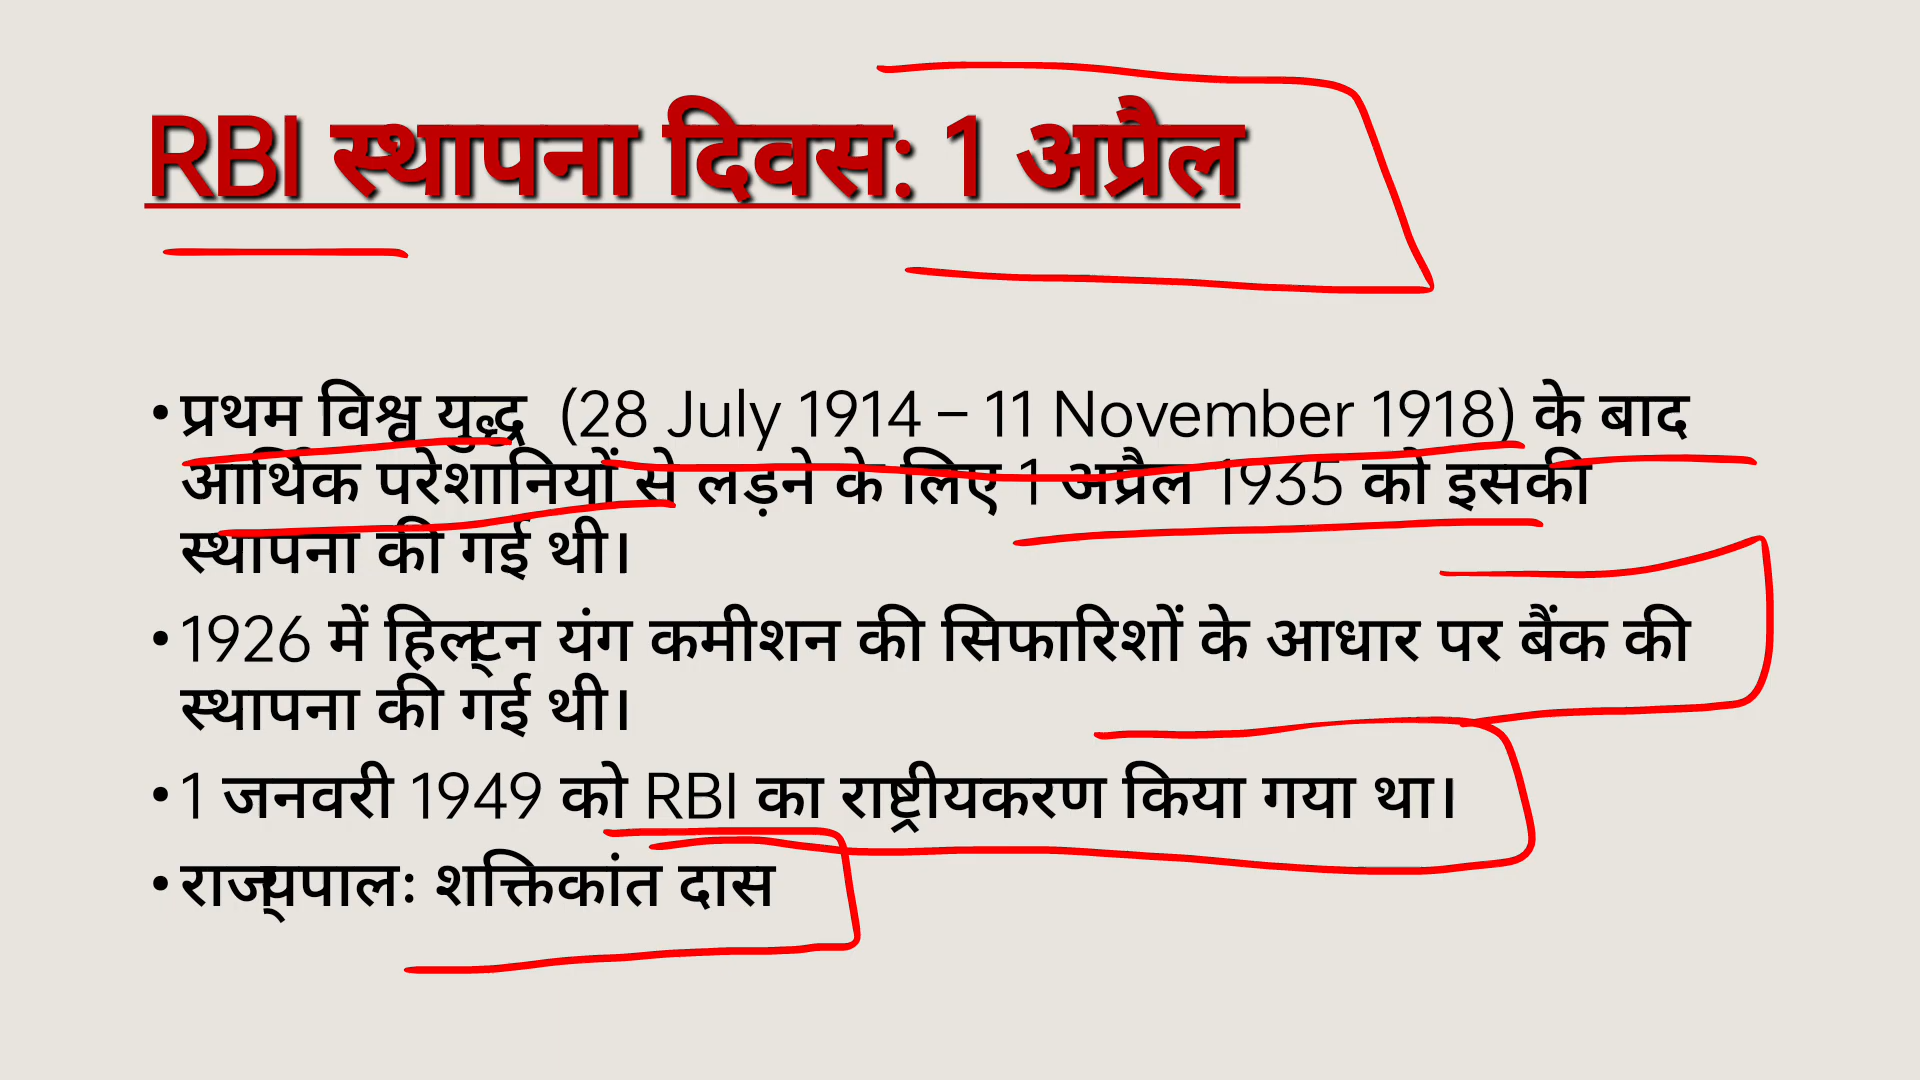 RBI स्थापना दिवस: 1 अप्रैल
• प्रथम विश्व युद्ध (28 July 1914 – 11 November 1918) के बाद
आर्थिक परेशानियों से लड़ने के लिए 1 अप्रैल 1935 को इसकी
स्थापना की गई थी।
• 1926 में हिल्टन यंग कमीशन की सिफारिशों के आधार पर बैंक की
स्थापना की गई थी।
• 1 जनवरी 1949 को RBI का राष्ट्रीयकरण किया गया था।
• राज्यपाल: शक्तिकांत दास